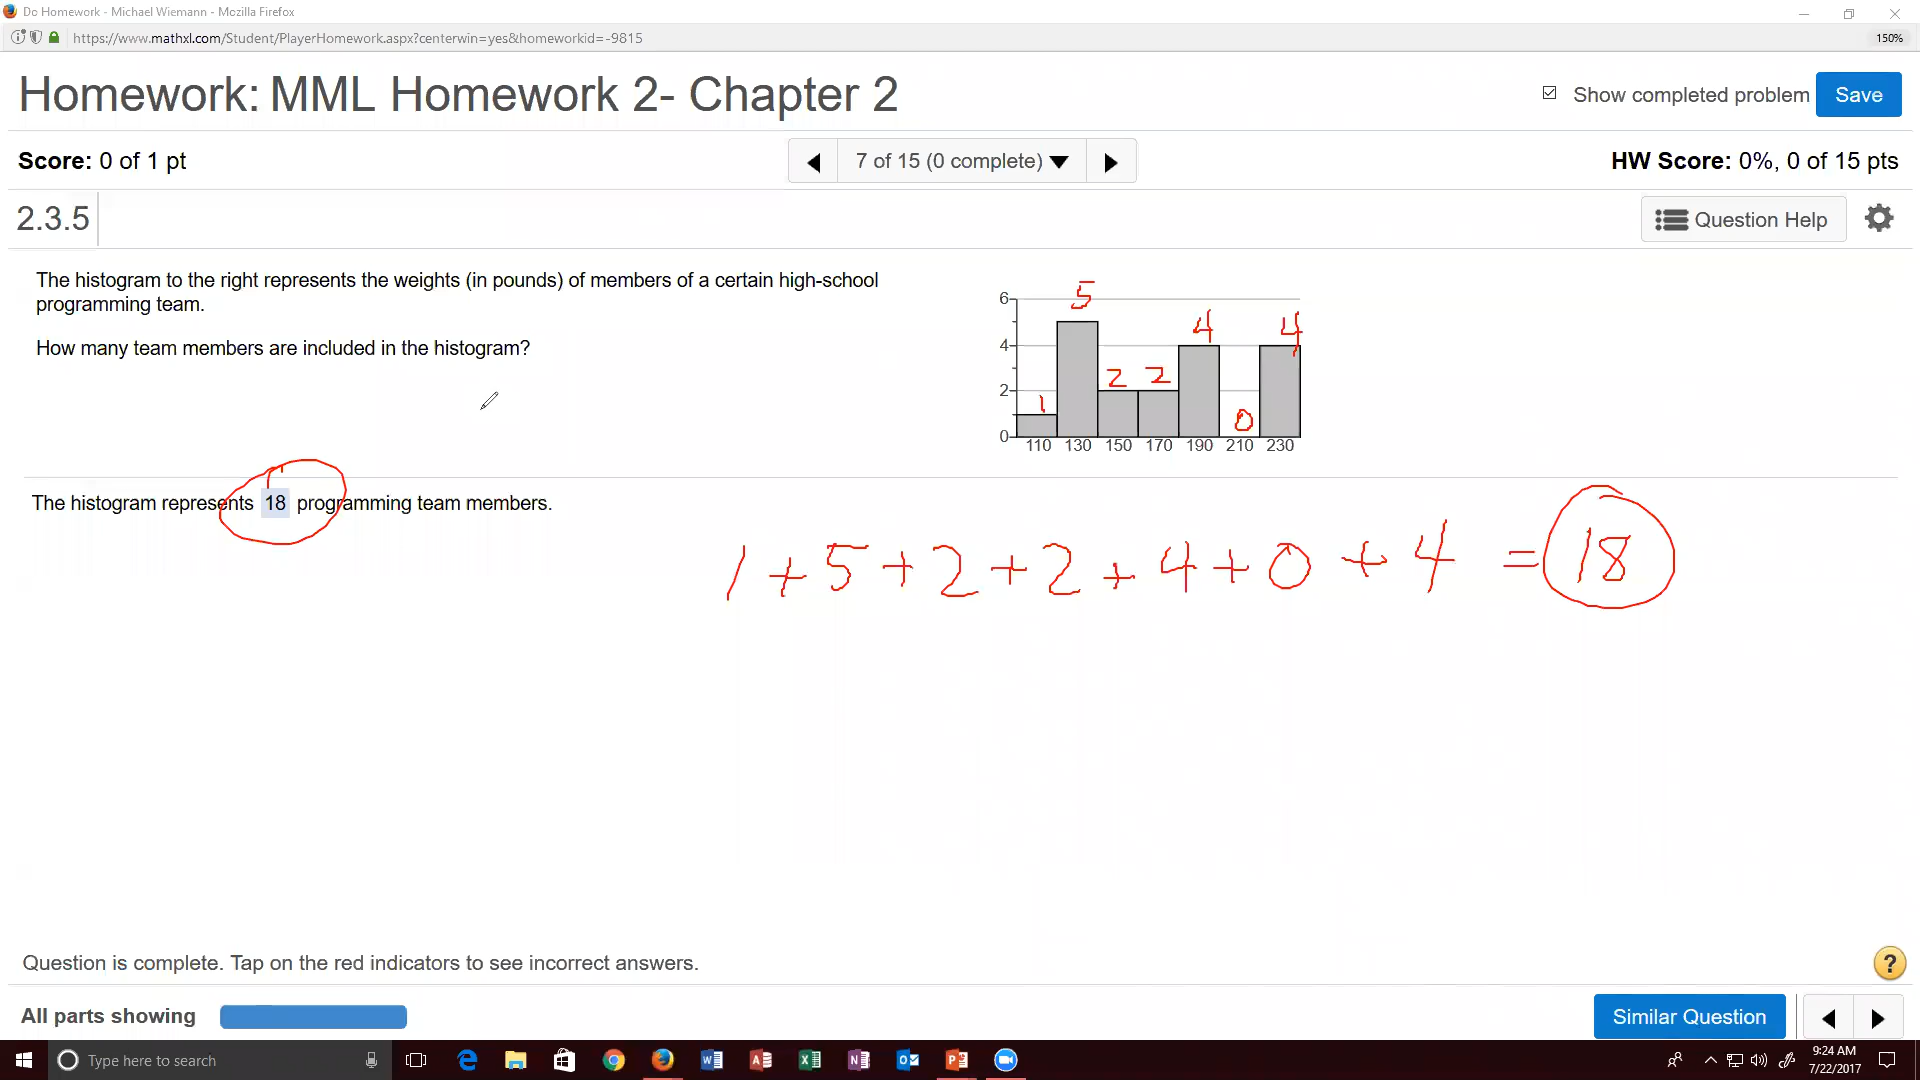 Do Homework - Michael Wiemann - Mozilla Firefox
https://www.mathxl.com/Student/PlayerHomework.aspx?centerwin=yes&homeworkid=-9815
150%
Homework: MML Homework 2- Chapter 2
Show completed problem
Save
Score: 0 of 1 pt
7 of 15 (0 complete)
HW Score: 0%, 0 of 15 pts
2.3.5
Question Help
The histogram to the right represents the weights (in pounds) of members of a certain high-school
programming team.
How many team members are included in the histogram?
6
4
2
0
5
4
4
2
2
1
0
110 130 150 170 190 210 230
The histogram represents 18 programming team members.
1 + 5 + 2 + 2 + 4 + 0 + 4 = 18
Question is complete. Tap on the red indicators to see incorrect answers.
?
All parts showing
Similar Question
Type here to search
9:24 AM
7/22/2017